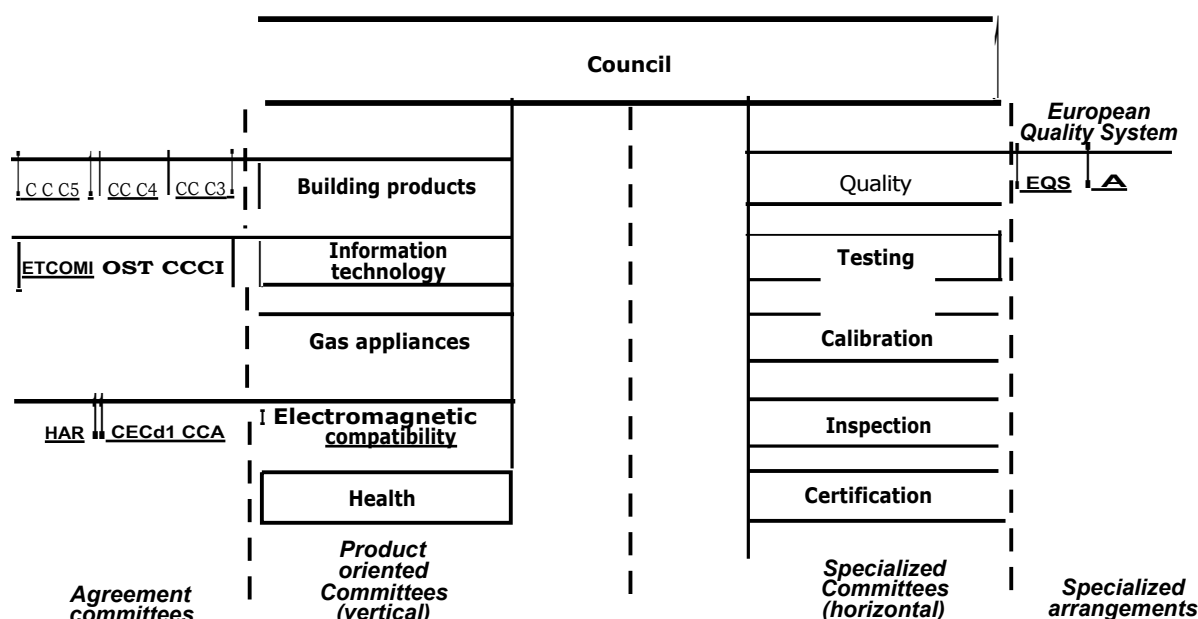 Council
European
Quality System
C C C5 CC C4 CC C3 Building products Quality EQS A
Information
technology
ETCOMI OST CCCI Testing
Gas appliances Calibration
Electromagnetic
compatibility
HAR CECd1 CCA Inspection
Health Certification
Product
oriented
Committees
(vertical)
Specialized
Committees
(horizontal)
Agreement
committees
Specialized
arrangements